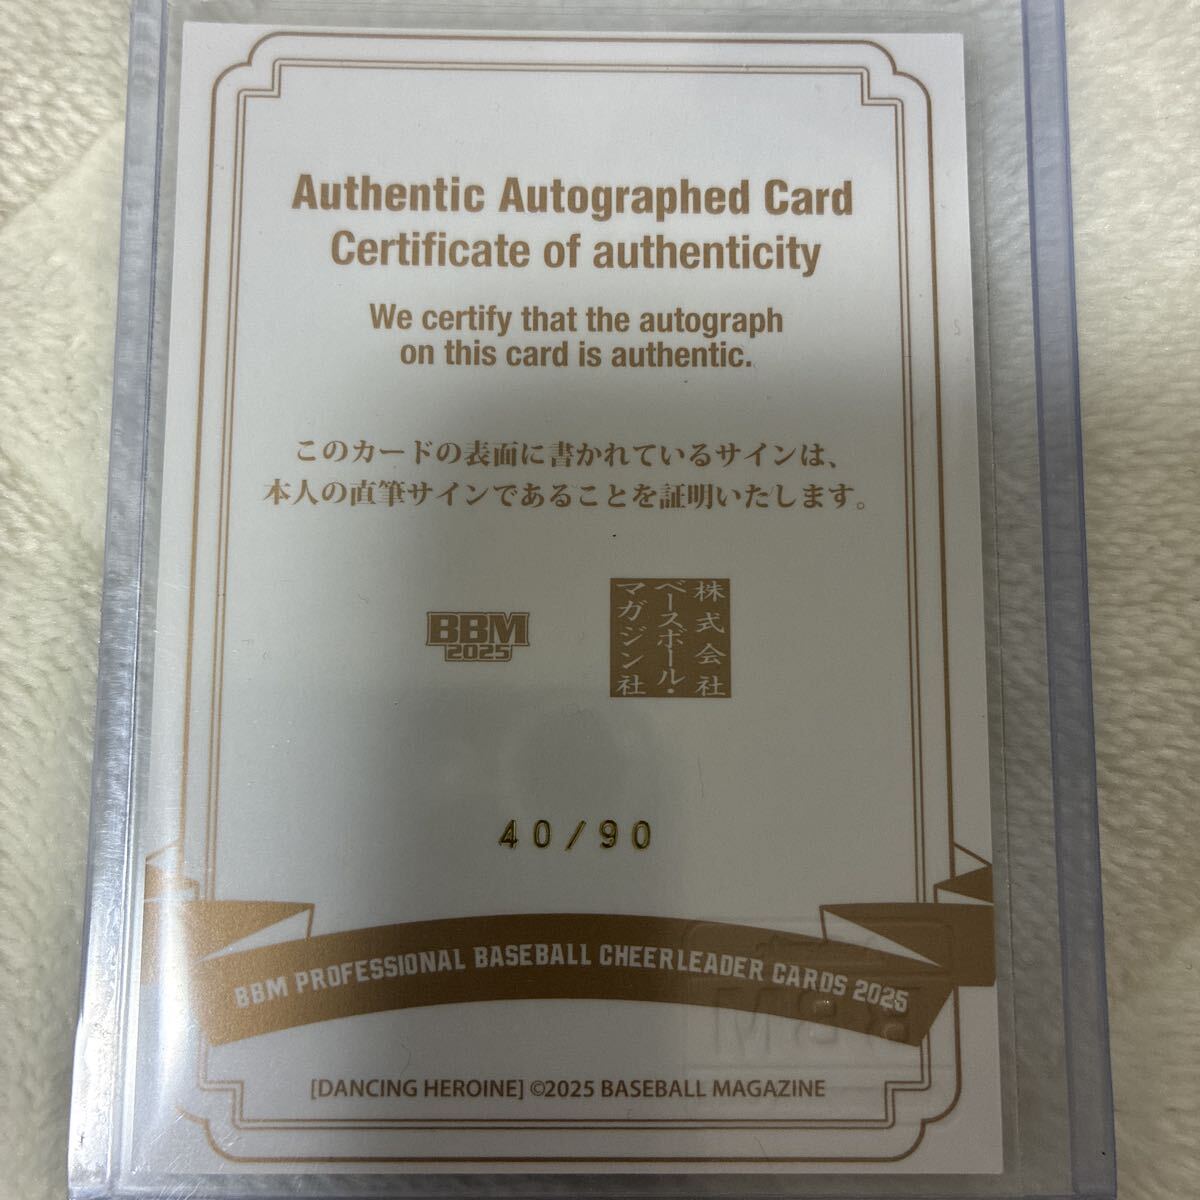 Authentic Autographed Card
Certificate of authenticity
We certify that the autograph
on this card is authentic.
このカードの表面に書かれているサインは、
本人の直筆サインであることを証明いたします。
BBM
2025
株式会社
ベースボール・
マガジン社
40/90
BBM PROFESSIONAL BASEBALL CHEERLEADER CARDS 2025
BBM
[DANCING HEROINE] ©2025 BASEBALL MAGAZINE